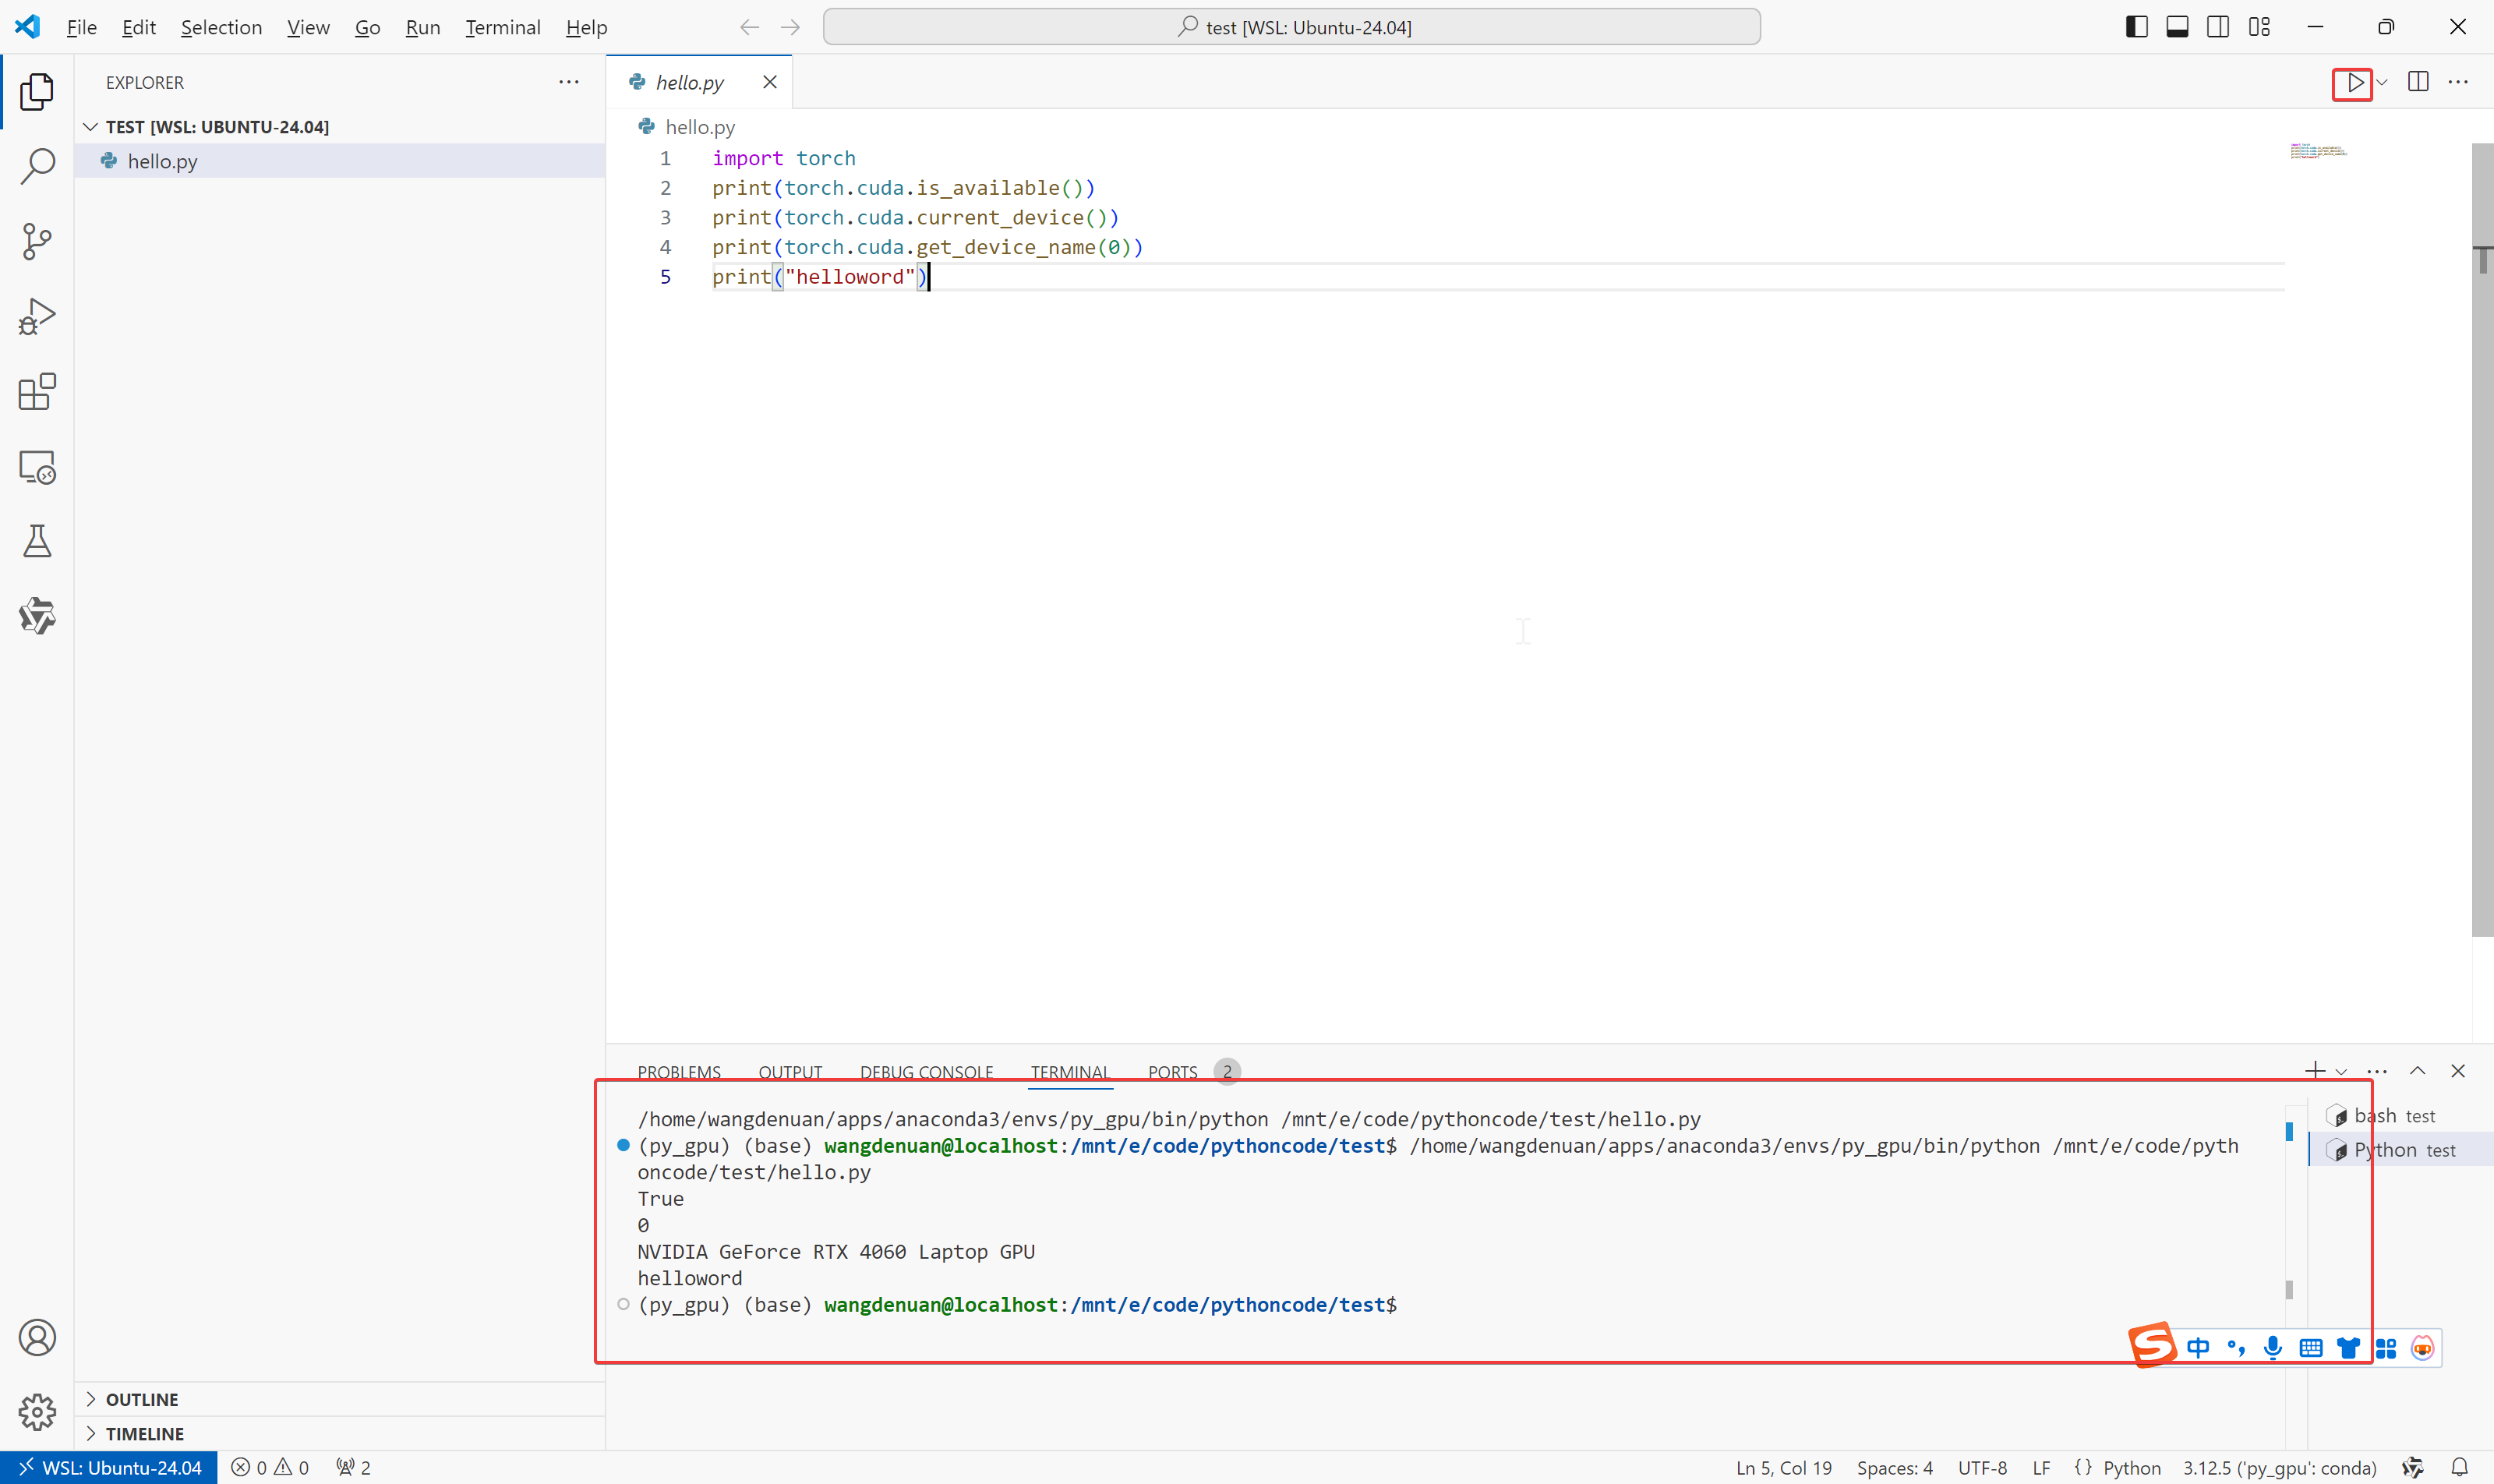 File Edit Selection View Go Run Terminal Help
test [WSL: Ubuntu-24.04]
EXPLORER
TEST [WSL: UBUNTU-24.04]
hello.py
OUTLINE
TIMELINE
hello.py
hello.py
1 import torch
2 print(torch.cuda.is_available())
3 print(torch.cuda.current_device())
4 print(torch.cuda.get_device_name(0))
5 print("helloword")
PROBLEMS OUTPUT DEBUG CONSOLE TERMINAL PORTS 2
/home/wangdenuan/apps/anaconda3/envs/py_gpu/bin/python /mnt/e/code/pythoncode/test/hello.py
(py_gpu) (base) wangdenuan@localhost:/mnt/e/code/pythoncode/test$ /home/wangdenuan/apps/anaconda3/envs/py_gpu/bin/python /mnt/e/code/pyth
oncode/test/hello.py
True
0
NVIDIA GeForce RTX 4060 Laptop GPU
helloword
(py_gpu) (base) wangdenuan@localhost:/mnt/e/code/pythoncode/test$
bash test
Python test
中
WSL: Ubuntu-24.04 0 0 2
Ln 5, Col 19 Spaces: 4 UTF-8 LF {} Python 3.12.5 ('py_gpu': conda)